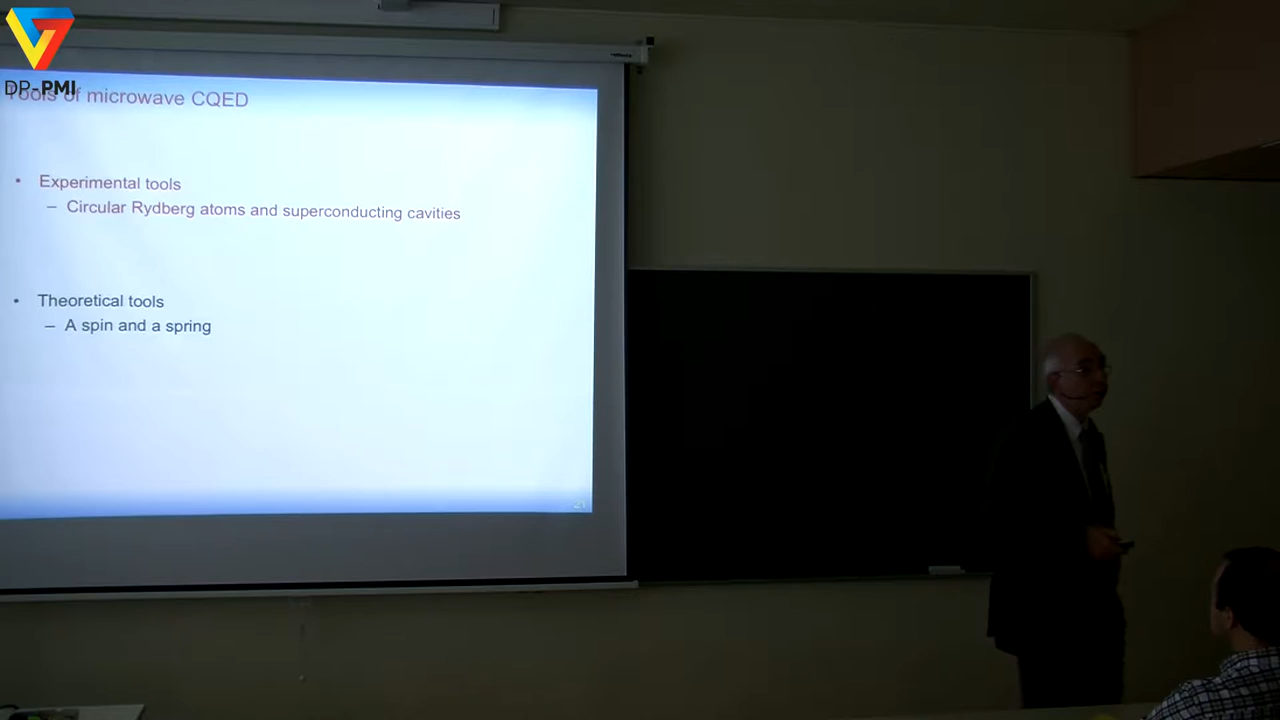 DP-PMI
Tools of microwave CQED
• Experimental tools
– Circular Rydberg atoms and superconducting cavities
• Theoretical tools
– A spin and a spring